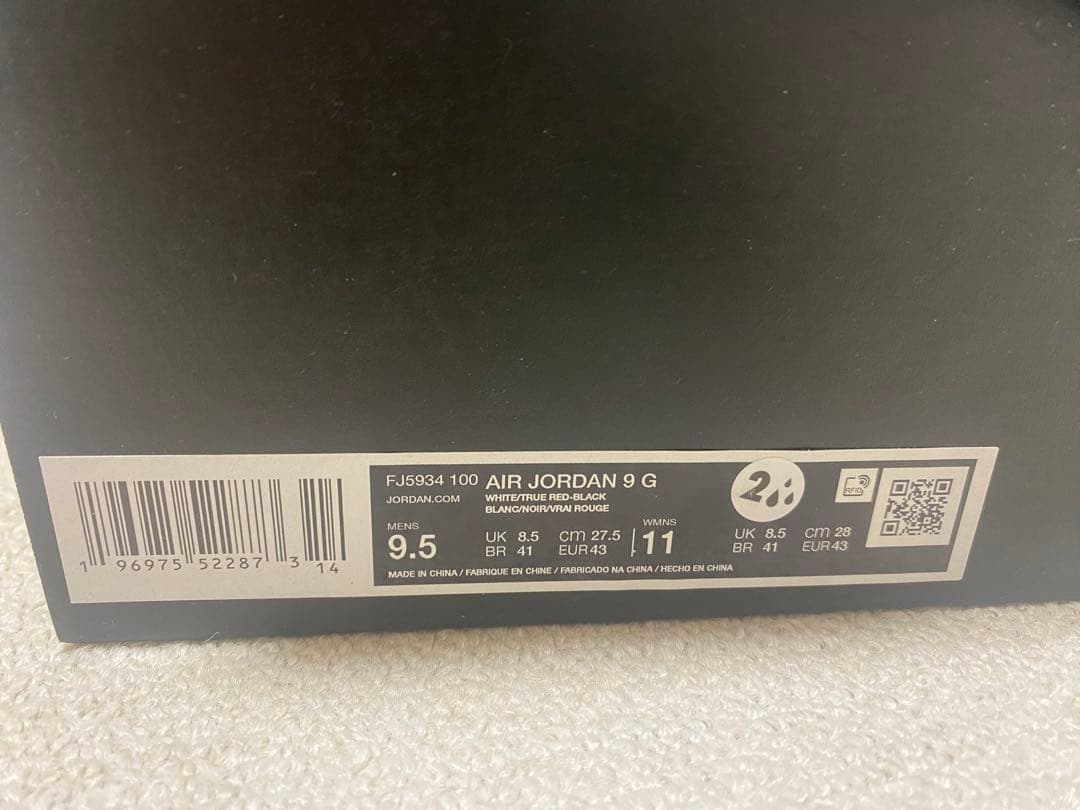 1 96975 52287 3 14
FJ5934 100 AIR JORDAN 9 G
JORDAN.COM
WHITE/TRUE RED-BLACK
BLANC/NOIR/VRAI ROUGE
MENS
9.5
UK 8.5 cm 27.5
BR 41 EUR 43
WMNS
11
UK 8.5 cm 28
BR 41 EUR 43
MADE IN CHINA / FABRIQUE EN CHINE / FABRICADO NA CHINA / HECHO EN CHINA
2
RFID